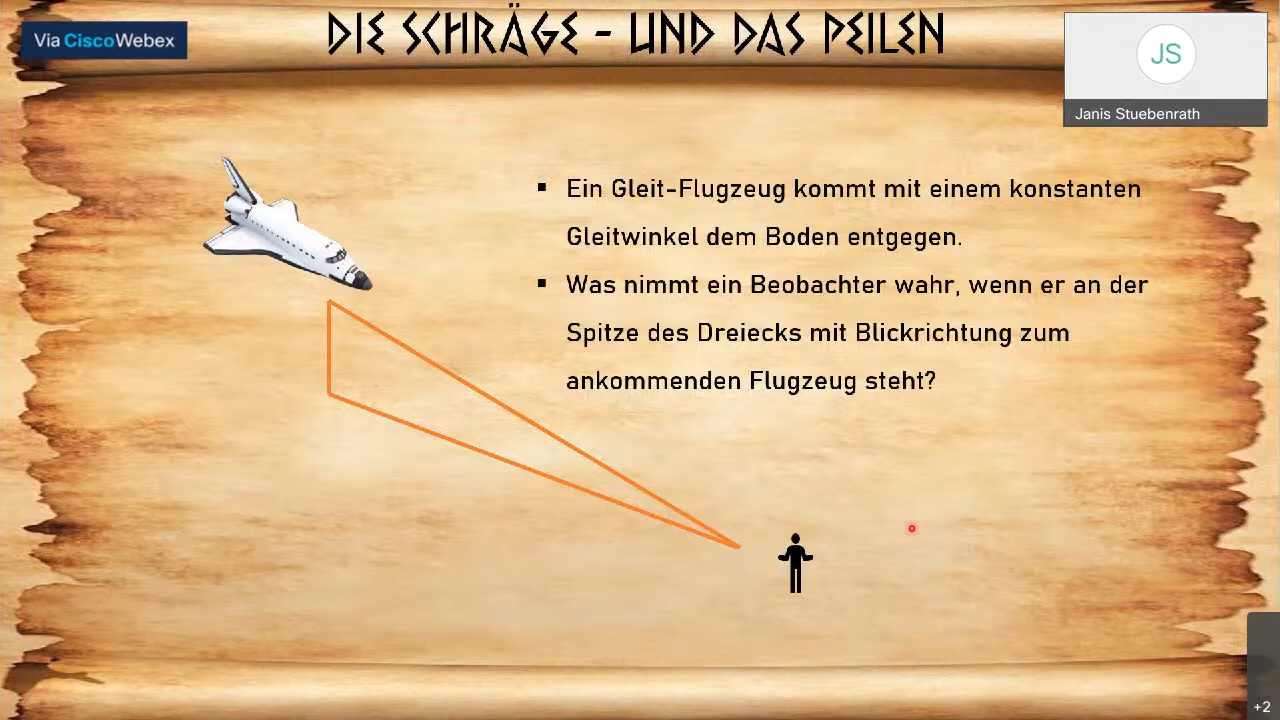 Via CiscoWebex
DIE SCHRÄGE - UND DAS PEILEN
JS
Janis Stuebenrath
▪ Ein Gleit-Flugzeug kommt mit einem konstanten
Gleitwinkel dem Boden entgegen.
▪ Was nimmt ein Beobachter wahr, wenn er an der
Spitze des Dreiecks mit Blickrichtung zum
ankommenden Flugzeug steht?
+2